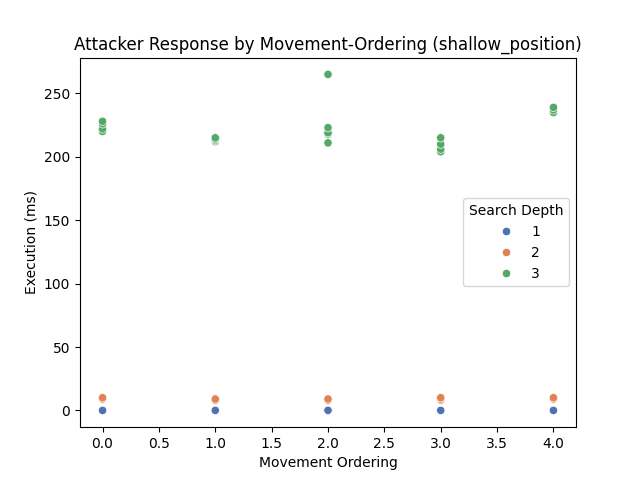 Attacker Response by Movement-Ordering (shallow_position)
250
200
150
100
50
0
Execution (ms)
Search Depth
1
2
3
0.0 0.5 1.0 1.5 2.0 2.5 3.0 3.5 4.0
Movement Ordering